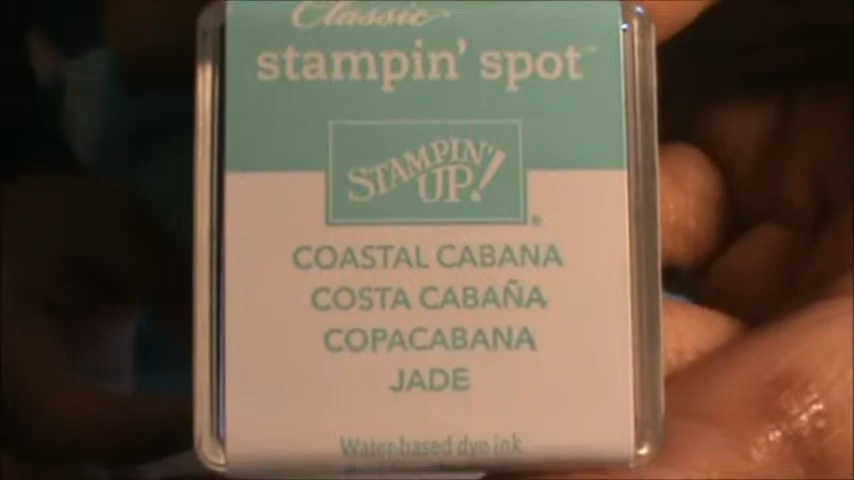 Classic
stampin' spot™
STAMPIN'
UP!®
COASTAL CABANA
COSTA CABAÑA
COPACABANA
JADE
Water-based dye ink